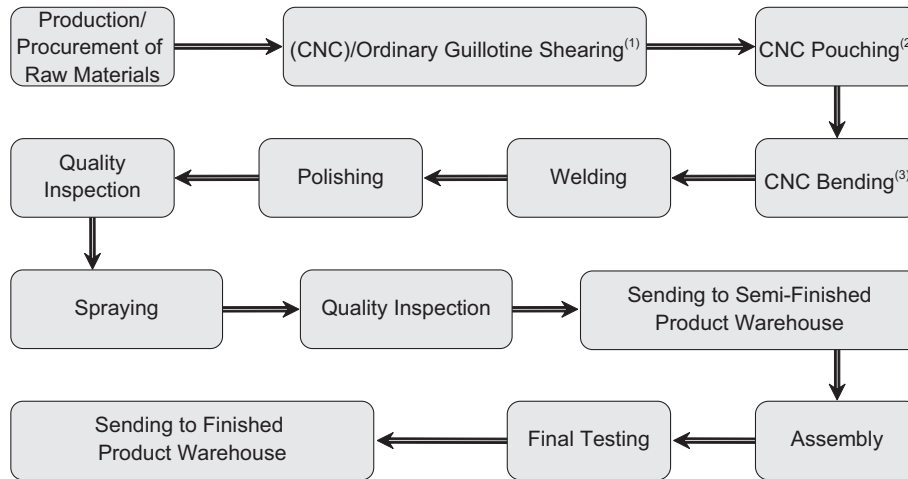 Production/
Procurement of
Raw Materials
(CNC)/Ordinary Guillotine Shearing(1)
CNC Pouching(2
CNC Bending(3)
Welding
Polishing
Quality
Inspection
Spraying
Quality Inspection
Sending to Semi-Finished
Product Warehouse
Assembly
Final Testing
Sending to Finished
Product Warehouse